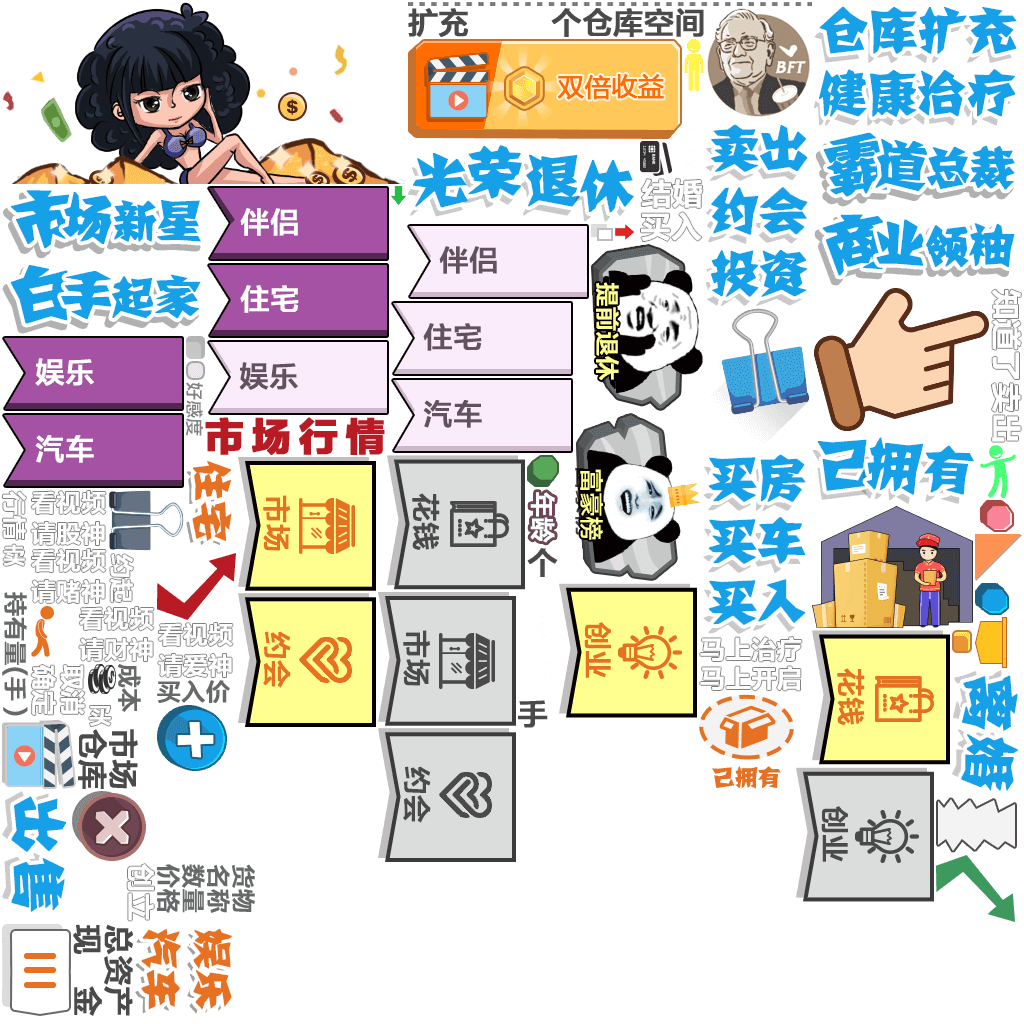 扩充 个仓库空间
双倍收益
BFT
仓库扩充
健康治疗
霸道总裁
商业领袖
光荣退休
卖出
约会
投资
结婚
买入
市场新星
白手起家
伴侣
住宅
娱乐
伴侣
住宅
汽车
娱乐
汽车
好感度
市场行情
提前退休
富豪榜
知道了
卖出
已拥有
买房
买车
买入
住宅
市场
花钱
年龄
个
看视频
请股神
看视频
请赌神
看视频
请财神
看视频
请爱神
买入价
持有量(手)
确定
取消
买
成本
约会
市场
手
创业
马上治疗
马上开启
已拥有
花钱
离婚
市场
仓库
约会
创业
出售
创立
价格
数量
名称
货物
现 金
总资产
汽车
娱乐